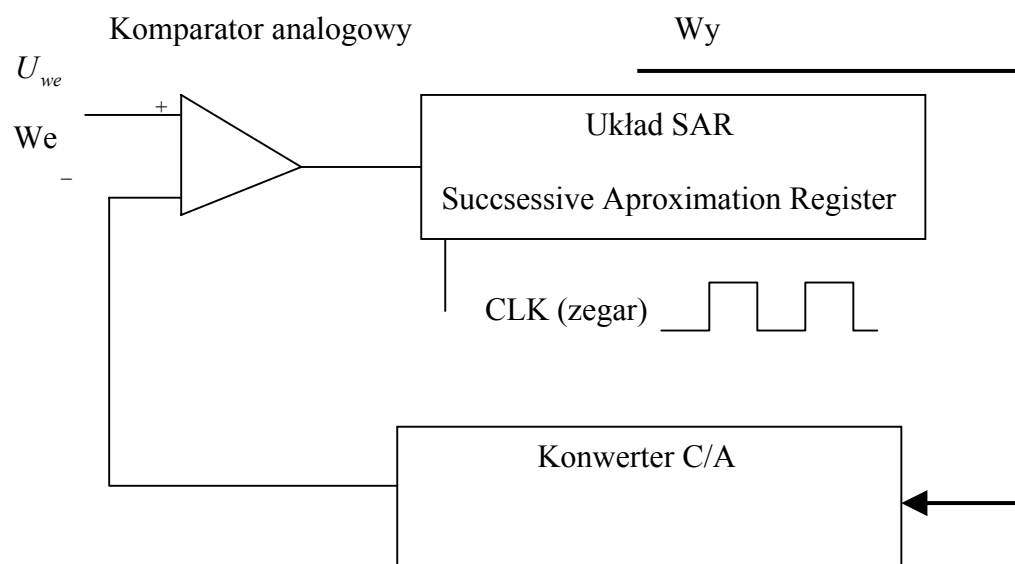 Komparator analogowy
Wy
U_we
+
We
−
Układ SAR
Succsessive Aproximation Register
CLK (zegar)
Konwerter C/A